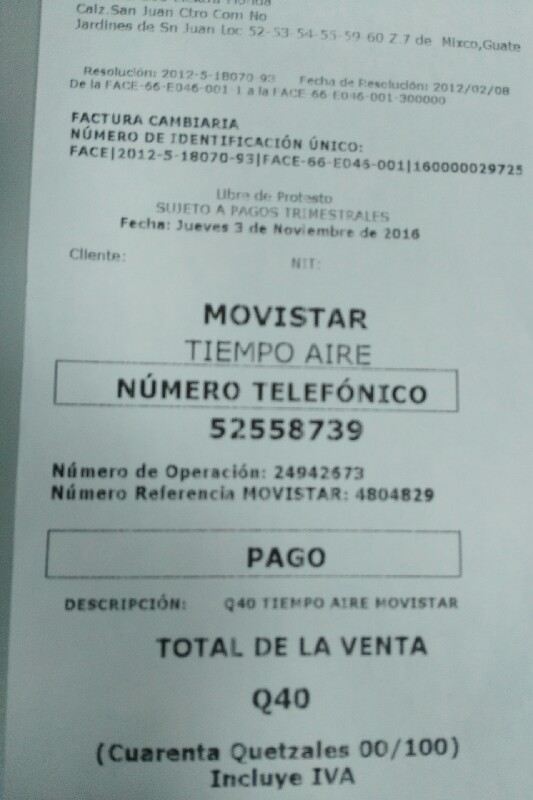 Calz.San Juan Ctro Com No
Jardines de Sn Juan Loc 52-53-54-55-59-60 Z.7 de Mixco,Guate
Resolución: 2012-5-18070-93 Fecha de Resolución: 2012/02/08
De la FACE-66-E046-001-1 a la FACE-66-E046-001-300000
FACTURA CAMBIARIA
NÚMERO DE IDENTIFICACIÓN ÚNICO:
FACE|2012-5-18070-93|FACE-66-E046-001|160000029725
Libre de Protesto
SUJETO A PAGOS TRIMESTRALES
Fecha: Jueves 3 de Noviembre de 2016
Cliente: NIT:
MOVISTAR
TIEMPO AIRE
NÚMERO TELEFÓNICO
52558739
Número de Operación: 24942673
Número Referencia MOVISTAR: 4804829
PAGO
DESCRIPCIÓN: Q40 TIEMPO AIRE MOVISTAR
TOTAL DE LA VENTA
Q40
(Cuarenta Quetzales 00/100)
Incluye IVA